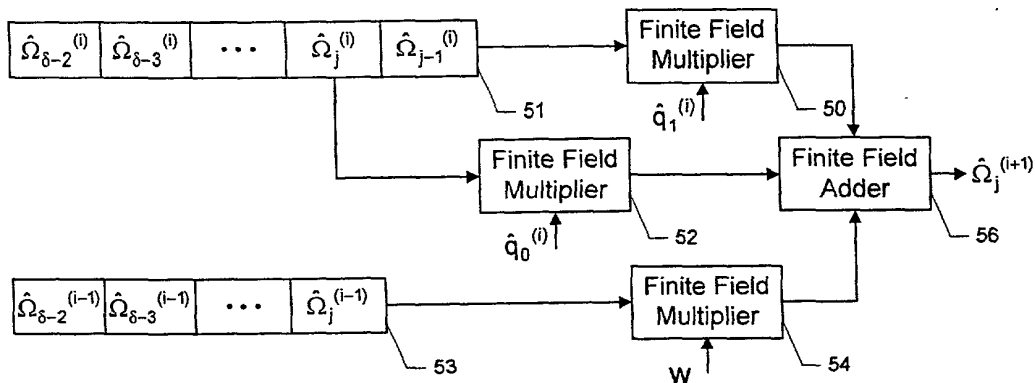 Ω̂δ−2(i) Ω̂δ−3(i) ··· Ω̂j(i) Ω̂j−1(i)
Finite Field
Multiplier
51
q̂1(i)
50
Finite Field
Multiplier
Finite Field
Adder
Ω̂j(i+1)
q̂0(i)
52
56
Ω̂δ−2(i−1) Ω̂δ−3(i−1) ··· Ω̂j(i−1)
Finite Field
Multiplier
53
W
54